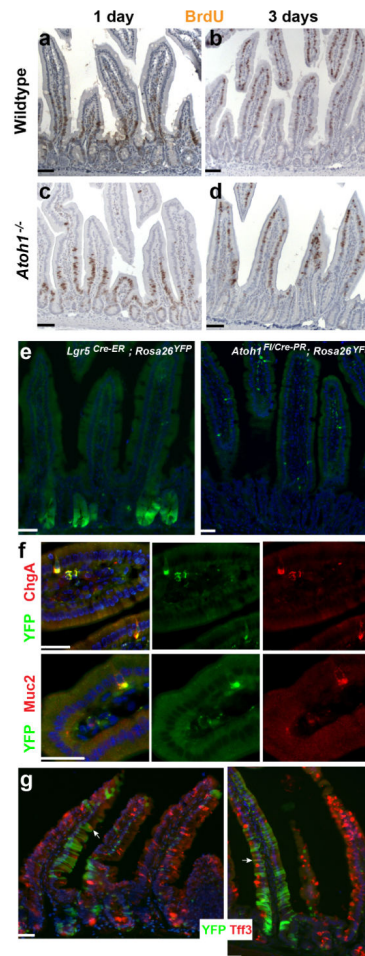 1 day BrdU 3 days
Wildtype
a
b
Atoh1-/-
c
d
e
Lgr5 Cre-ER ; Rosa26YFP
Atoh1Fl/Cre-PR ; Rosa26YF
f
YFP ChgA
YFP Muc2
g
YFP Tff3